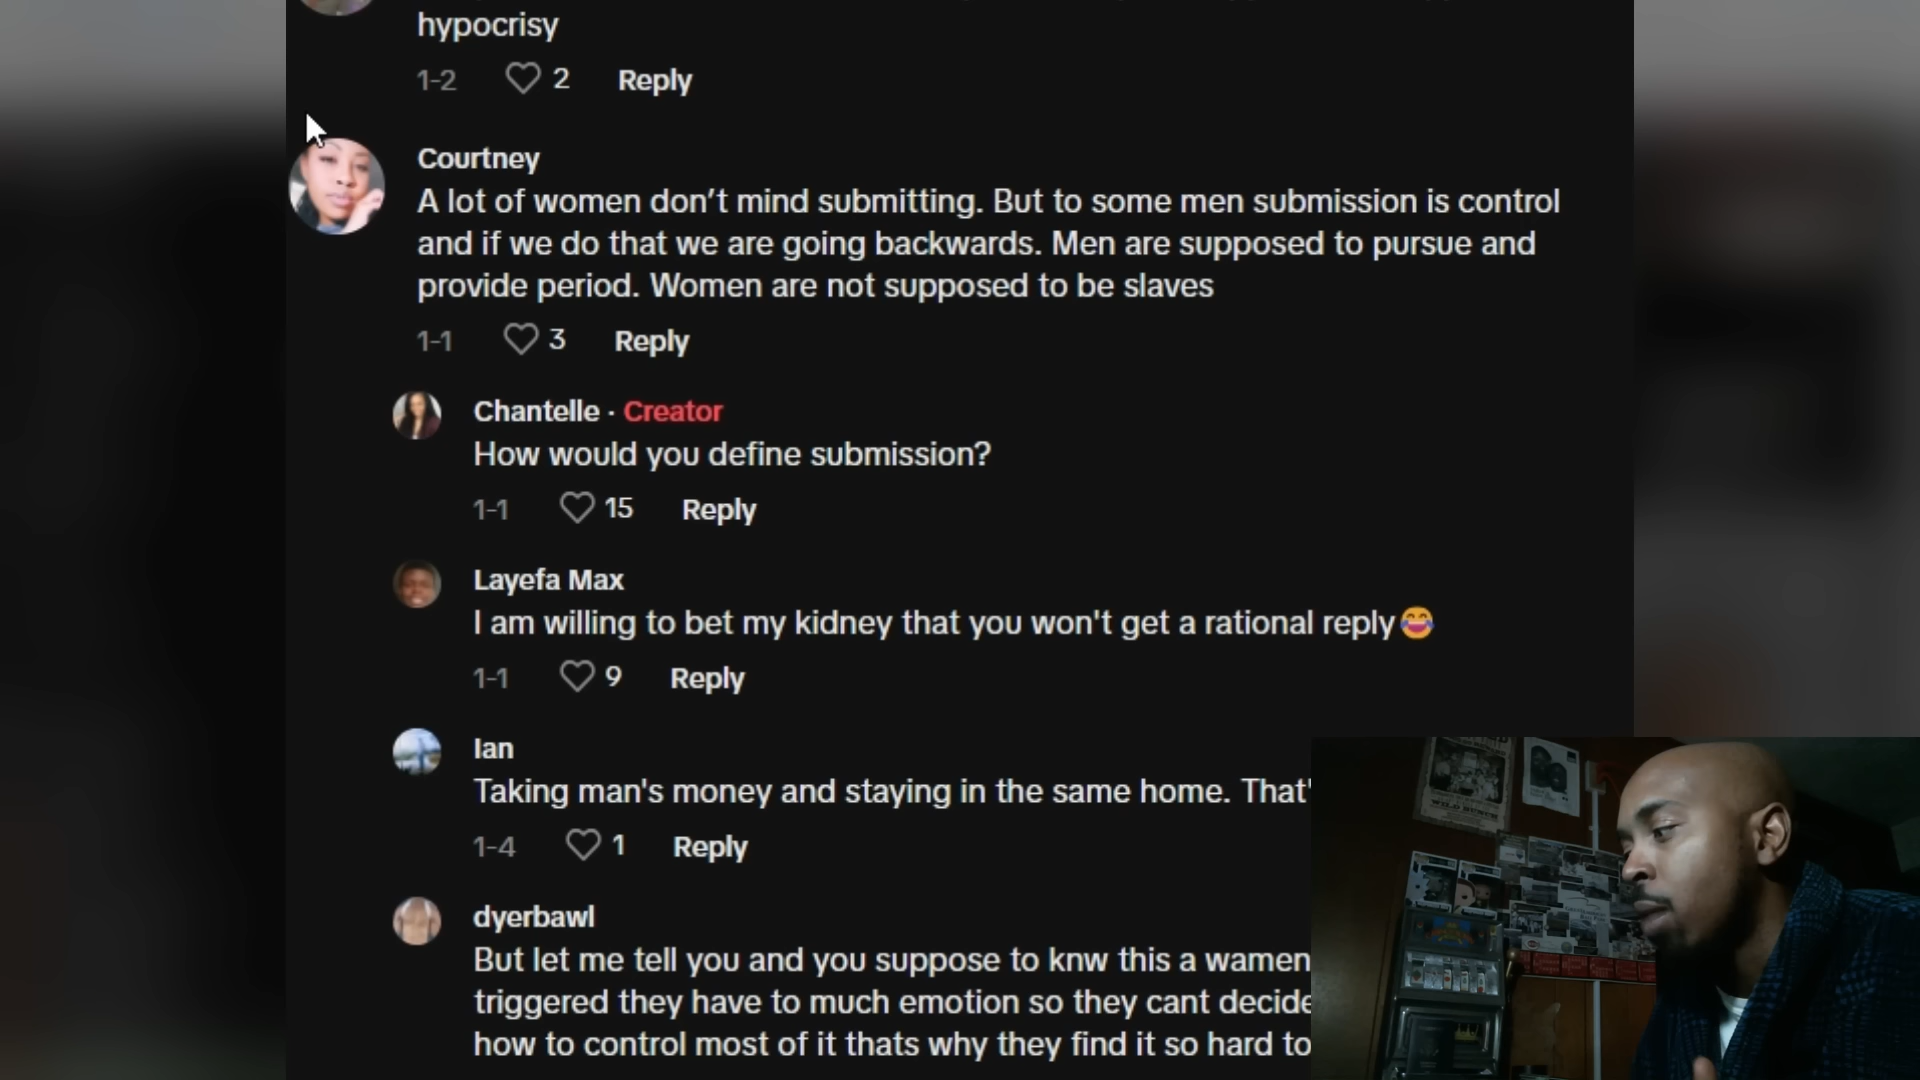 hypocrisy
1-2 2 Reply
Courtney
A lot of women don’t mind submitting. But to some men submission is control
and if we do that we are going backwards. Men are supposed to pursue and
provide period. Women are not supposed to be slaves
1-1 3 Reply
Chantelle · Creator
How would you define submission?
1-1 15 Reply
Layefa Max
I am willing to bet my kidney that you won't get a rational reply😂
1-1 9 Reply
Ian
Taking man's money and staying in the same home. That'
1-4 1 Reply
dyerbawl
But let me tell you and you suppose to knw this a wamen
triggered they have to much emotion so they cant decide
how to control most of it thats why they find it so hard to
WILD BUNCH